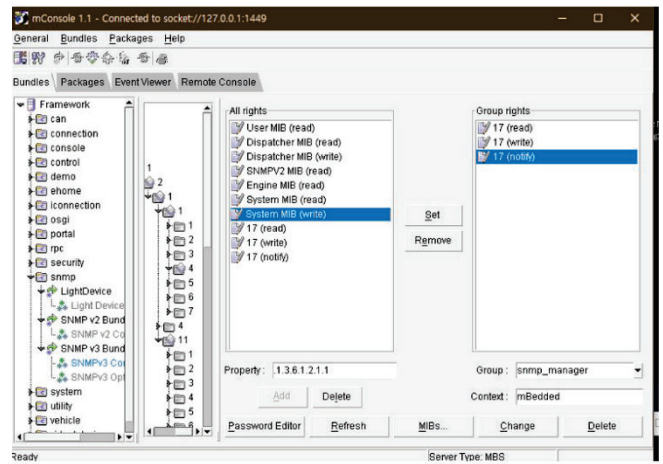 mConsole 1.1 - Connected to socket://127.0.0.1:1449
General Bundles Packages Help
Bundles Packages Event Viewer Remote Console
Framework
can
connection
console
control
demo
ehome
iconnection
osgi
portal
rpc
security
snmp
LightDevice
Light Device
SNMP v2 Bund
SNMP v2 Co
SNMP v3 Bund
SNMPv3 Co
SNMPv3 Opt
system
utility
vehicle
1
2
1
1
1
2
3
4
5
6
7
4
11
1
2
3
4
5
6
All rights
User MIB (read)
Dispatcher MIB (read)
Dispatcher MIB (write)
SNMPV2 MIB (read)
Engine MIB (read)
System MIB (read)
System MIB (write)
17 (read)
17 (write)
17 (notify)
Set
Remove
Group rights
17 (read)
17 (write)
17 (notify)
Property: .1.3.6.1.2.1.1
Group: snmp_manager
Add Delete
Context: mBedded
Password Editor Refresh MIBs... Change Delete
Ready
Server Type: MBS